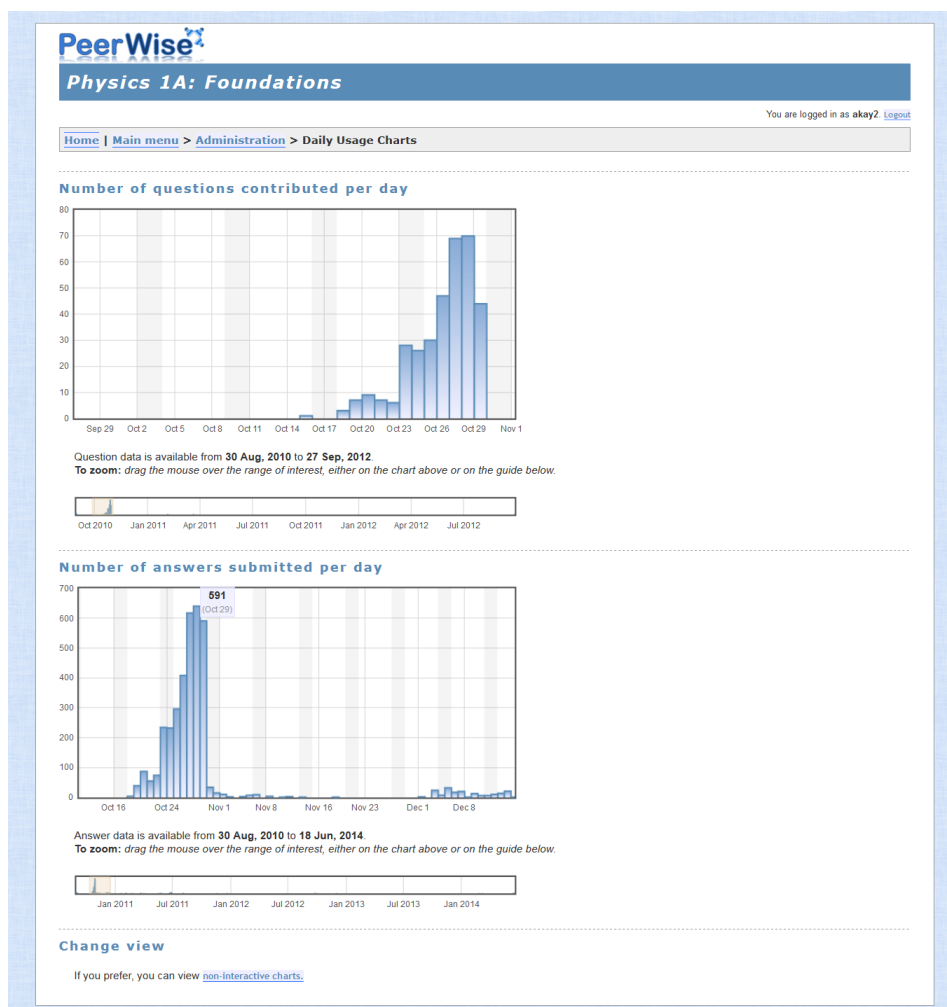 PeerWise
Physics 1A: Foundations
You are logged in as akay2. Logout
Home | Main menu > Administration > Daily Usage Charts
Number of questions contributed per day
80
70
60
50
40
30
20
10
0
Sep 29 Oct 2 Oct 5 Oct 8 Oct 11 Oct 14 Oct 17 Oct 20 Oct 23 Oct 26 Oct 29 Nov 1
Question data is available from 30 Aug, 2010 to 27 Sep, 2012.
To zoom: drag the mouse over the range of interest, either on the chart above or on the guide below.
Oct 2010 Jan 2011 Apr 2011 Jul 2011 Oct 2011 Jan 2012 Apr 2012 Jul 2012
Number of answers submitted per day
700
591
(Oct 29)
600
500
400
300
200
100
0
Oct 16 Oct 24 Nov 1 Nov 8 Nov 16 Nov 23 Dec 1 Dec 8
Answer data is available from 30 Aug, 2010 to 18 Jun, 2014.
To zoom: drag the mouse over the range of interest, either on the chart above or on the guide below.
Jan 2011 Jul 2011 Jan 2012 Jul 2012 Jan 2013 Jul 2013 Jan 2014
Change view
If you prefer, you can view non-interactive charts.